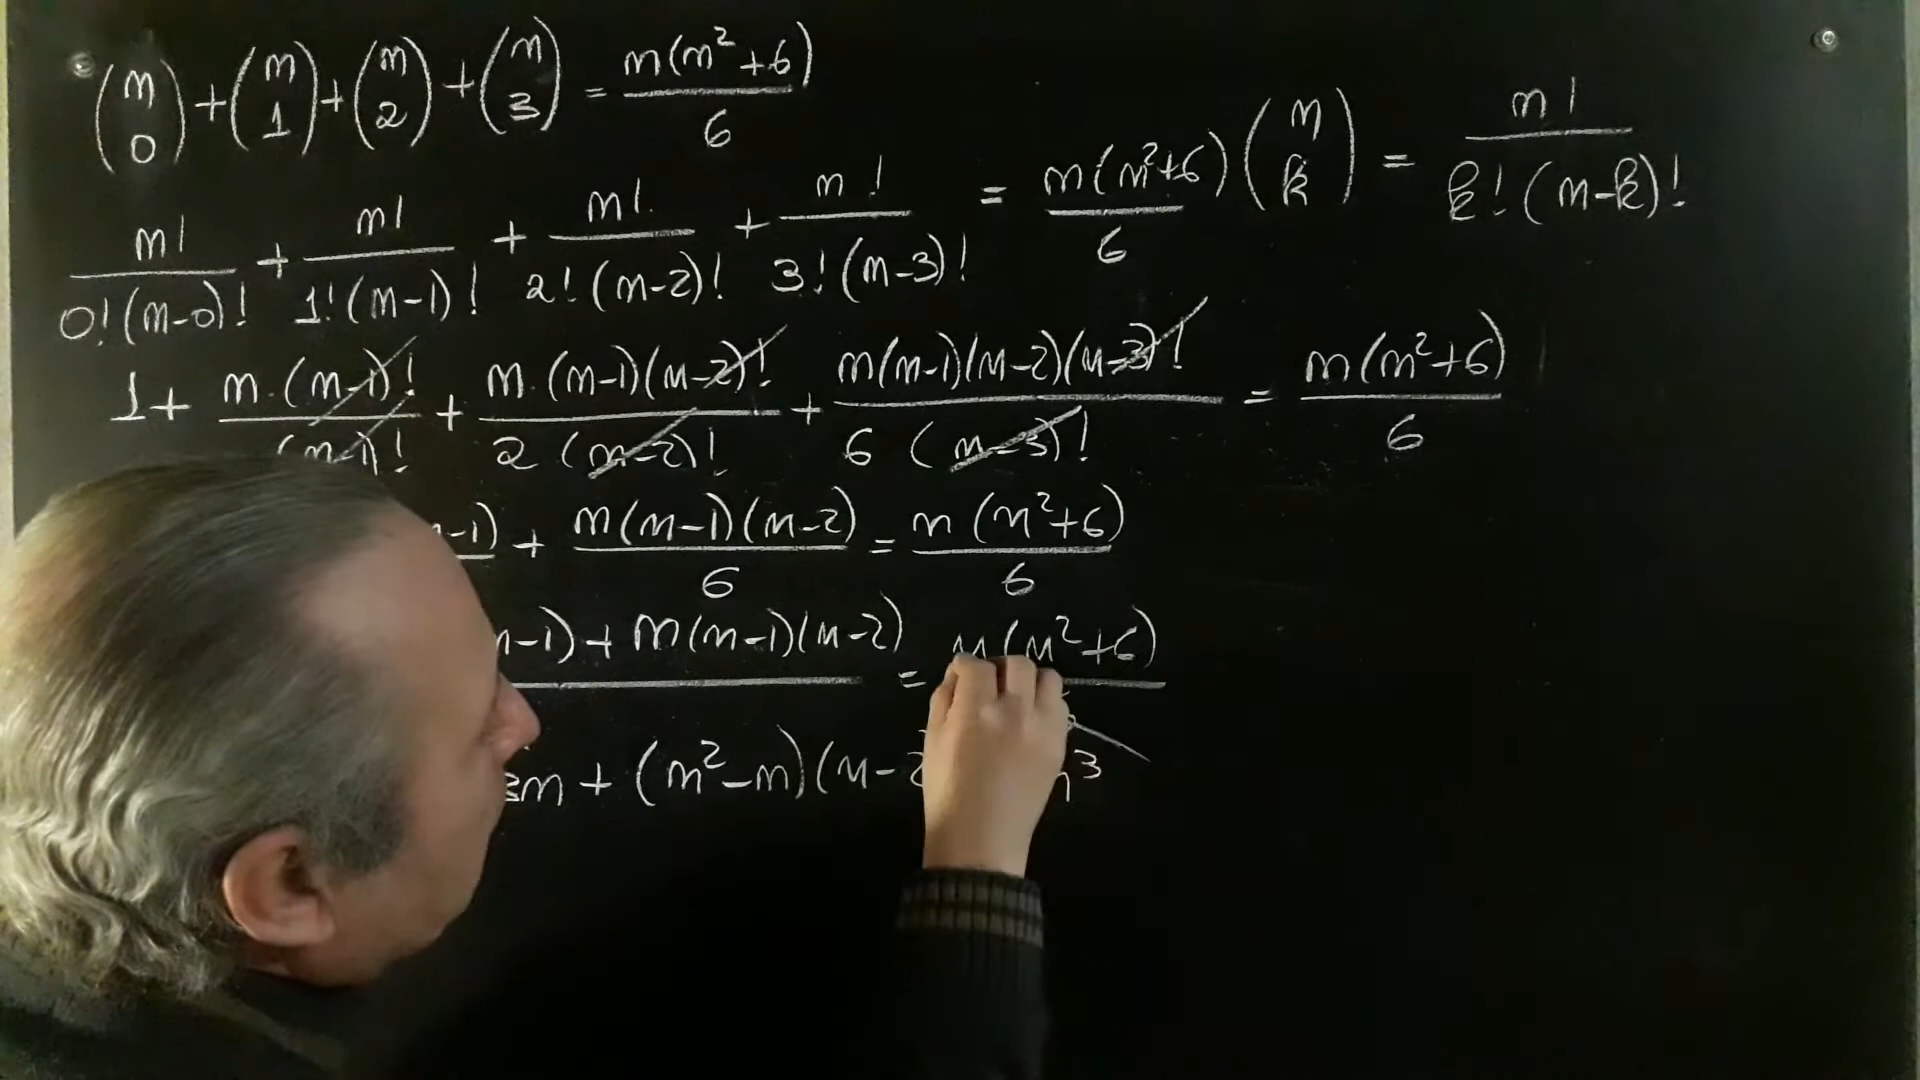 (m 0) + (m 1) + (m 2) + (m 3) = m(m²+6) / 6
(m k) = m! / k!(m-k)!
m! / 0!(m-0)! + m! / 1!(m-1)! + m! / 2!(m-2)! + m! / 3!(m-3)! = m(m²+6) / 6
1 + m·(m-1)! / (m-1)! + m·(m-1)(m-2)! / 2(m-2)! + m(m-1)(m-2)(m-3)! / 6(m-3)! = m(m²+6) / 6
-1) + m(m-1)(m-2) / 6 = m(m²+6) / 6
m-1) + m(m-1)(m-2) = m(m²+6)
3m + (m²-m)(m-2 m³